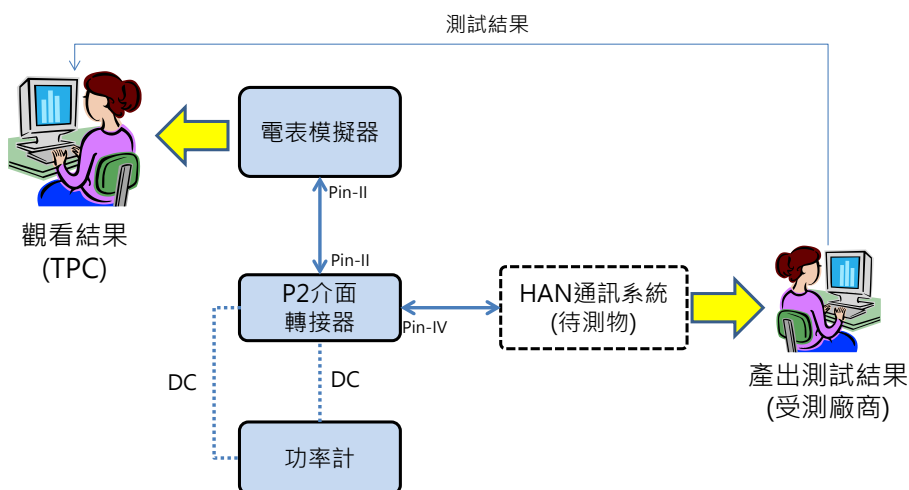 測試結果
電表模擬器
Pin-II
觀看結果
(TPC)
Pin-II
P2介面
轉接器
Pin-IV
HAN通訊系統
(待測物)
產出測試結果
(受測廠商)
DC
DC
功率計